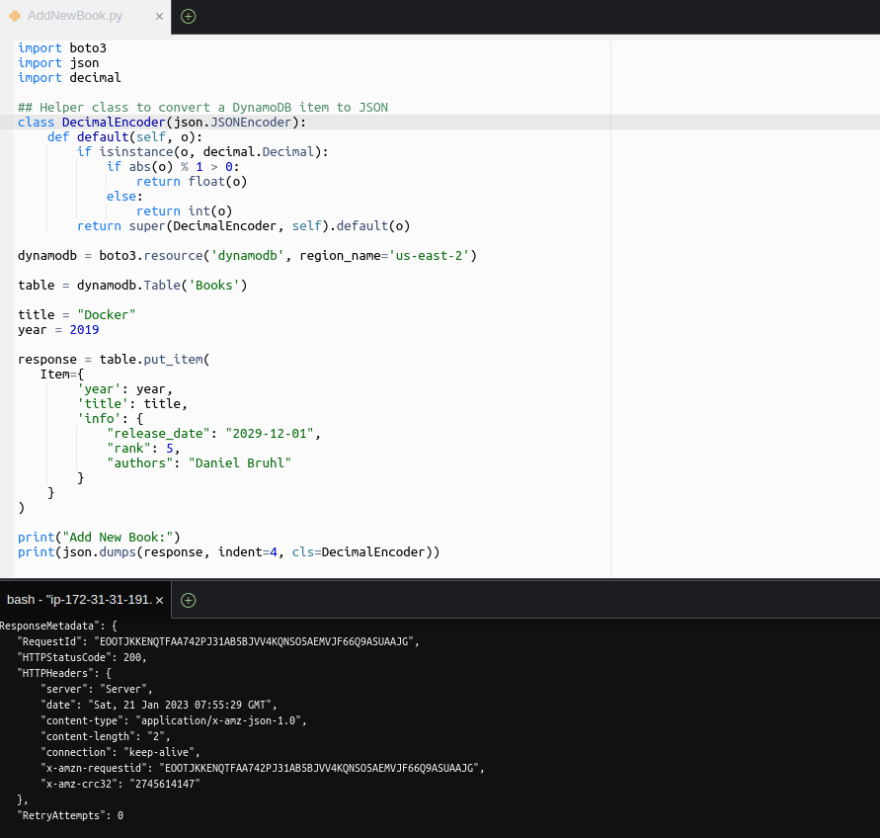 AddNewBook.py
import boto3
import json
import decimal
## Helper class to convert a DynamoDB item to JSON
class DecimalEncoder(json.JSONEncoder):
    def default(self, o):
        if isinstance(o, decimal.Decimal):
            if abs(o) % 1 > 0:
                return float(o)
            else:
                return int(o)
        return super(DecimalEncoder, self).default(o)
dynamodb = boto3.resource('dynamodb', region_name='us-east-2')
table = dynamodb.Table('Books')
title = "Docker"
year = 2019
response = table.put_item(
   Item={
        'year': year,
        'title': title,
        'info': {
            "release_date": "2029-12-01",
            "rank": 5,
            "authors": "Daniel Bruhl"
        }
    }
)
print("Add New Book:")
print(json.dumps(response, indent=4, cls=DecimalEncoder))
bash - "ip-172-31-31-191.
ResponseMetadata": {
   "RequestId": "EOOTJKKENQTFAA742PJ31AB5BJVV4KQNSO5AEMVJF66Q9ASUAAJG",
   "HTTPStatusCode": 200,
   "HTTPHeaders": {
       "server": "Server",
       "date": "Sat, 21 Jan 2023 07:55:29 GMT",
       "content-type": "application/x-amz-json-1.0",
       "content-length": "2",
       "connection": "keep-alive",
       "x-amzn-requestid": "EOOTJKKENQTFAA742PJ31AB5BJVV4KQNSO5AEMVJF66Q9ASUAAJG",
       "x-amz-crc32": "2745614147"
   },
   "RetryAttempts": 0